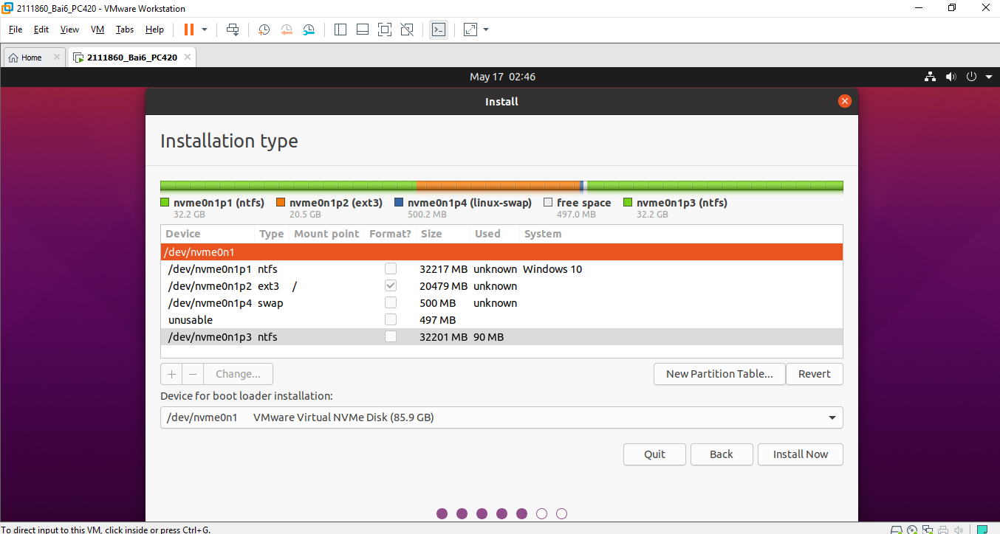 2111860_Bai6_PC420 - VMware Workstation
File Edit View VM Tabs Help
Home 2111860_Bai6_PC420
May 17 02:46
Install
Installation type
nvme0n1p1 (ntfs) nvme0n1p2 (ext3) nvme0n1p4 (linux-swap) free space nvme0n1p3 (ntfs)
32.2 GB 20.5 GB 500.2 MB 497.0 MB 32.2 GB
Device Type Mount point Format? Size Used System
/dev/nvme0n1
/dev/nvme0n1p1 ntfs 32217 MB unknown Windows 10
/dev/nvme0n1p2 ext3 / 20479 MB unknown
/dev/nvme0n1p4 swap 500 MB unknown
unusable 497 MB
/dev/nvme0n1p3 ntfs 32201 MB 90 MB
+ − Change... New Partition Table... Revert
Device for boot loader installation:
/dev/nvme0n1 VMware Virtual NVMe Disk (85.9 GB)
Quit Back Install Now
To direct input to this VM, click inside or press Ctrl+G.